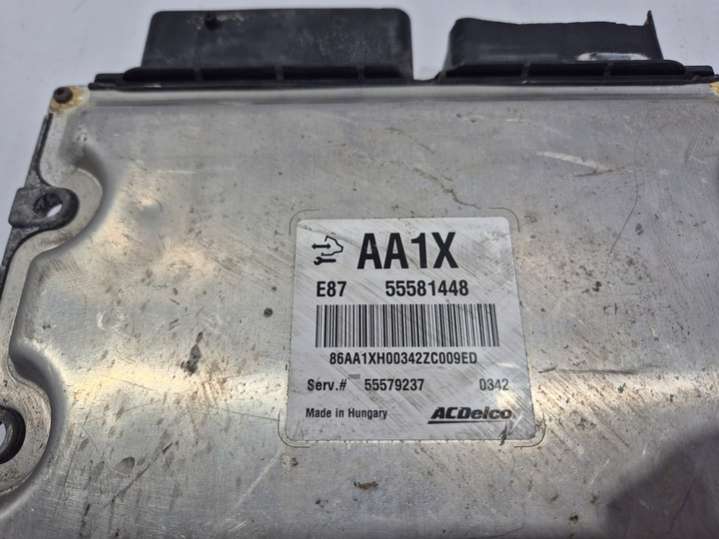 AA1X
E87 55581448
86AA1XH00342ZC009ED
Serv.# 55579237 0342
Made in Hungary ACDelco